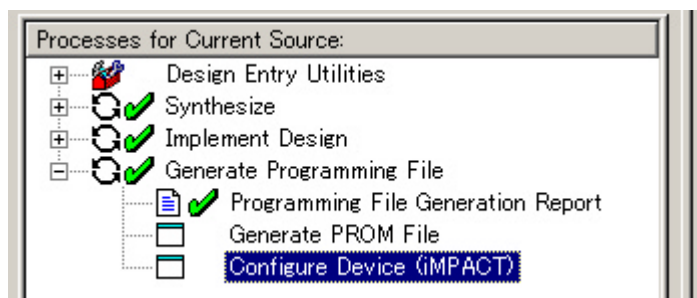 Processes for Current Source:
Design Entry Utilities
Synthesize
Implement Design
Generate Programming File
Programming File Generation Report
Generate PROM File
Configure Device (iMPACT)